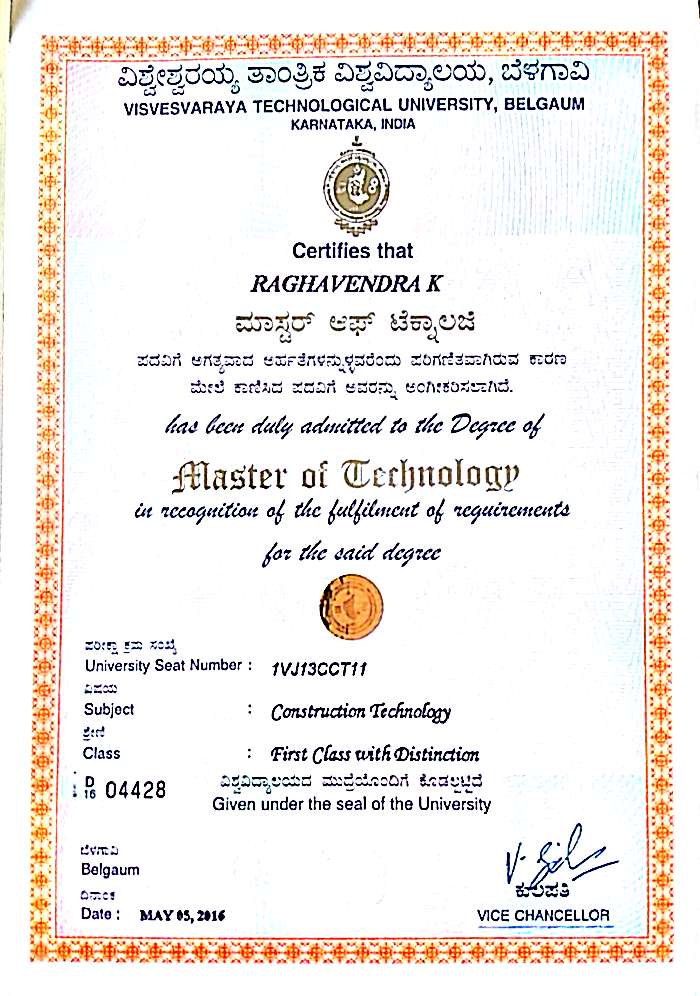 ವಿಶ್ವೇಶ್ವರಯ್ಯ ತಾಂತ್ರಿಕ ವಿಶ್ವವಿದ್ಯಾಲಯ, ಬೆಳಗಾವಿ
VISVESVARAYA TECHNOLOGICAL UNIVERSITY, BELGAUM
KARNATAKA, INDIA
Certifies that
RAGHAVENDRA K
ಮಾಸ್ಟರ್ ಆಫ್ ಟೆಕ್ನಾಲಜಿ
ಪದವಿಗೆ ಅಗತ್ಯವಾದ ಅರ್ಹತೆಗಳನ್ನುಳ್ಳವರೆಂದು ಪರಿಗಣಿತವಾಗಿರುವ ಕಾರಣ
ಮೇಲೆ ಕಾಣಿಸಿದ ಪದವಿಗೆ ಅವರನ್ನು ಅಂಗೀಕರಿಸಲಾಗಿದೆ.
has been duly admitted to the Degree of
Master of Technology
in recognition of the fulfilment of requirements
for the said degree
ಪರೀಕ್ಷಾ ಕ್ರಮ ಸಂಖ್ಯೆ
University Seat Number : 1VJ13CCT11
ವಿಷಯ
Subject : Construction Technology
ಶ್ರೇಣಿ
Class : First Class with Distinction
D
16 04428
ವಿಶ್ವವಿದ್ಯಾಲಯದ ಮುದ್ರೆಯೊಂದಿಗೆ ಕೊಡಲ್ಪಟ್ಟಿದೆ
Given under the seal of the University
ಬೆಳಗಾವಿ
Belgaum
ದಿನಾಂಕ
Date : MAY 05, 2016
ಕುಲಪತಿ
VICE CHANCELLOR